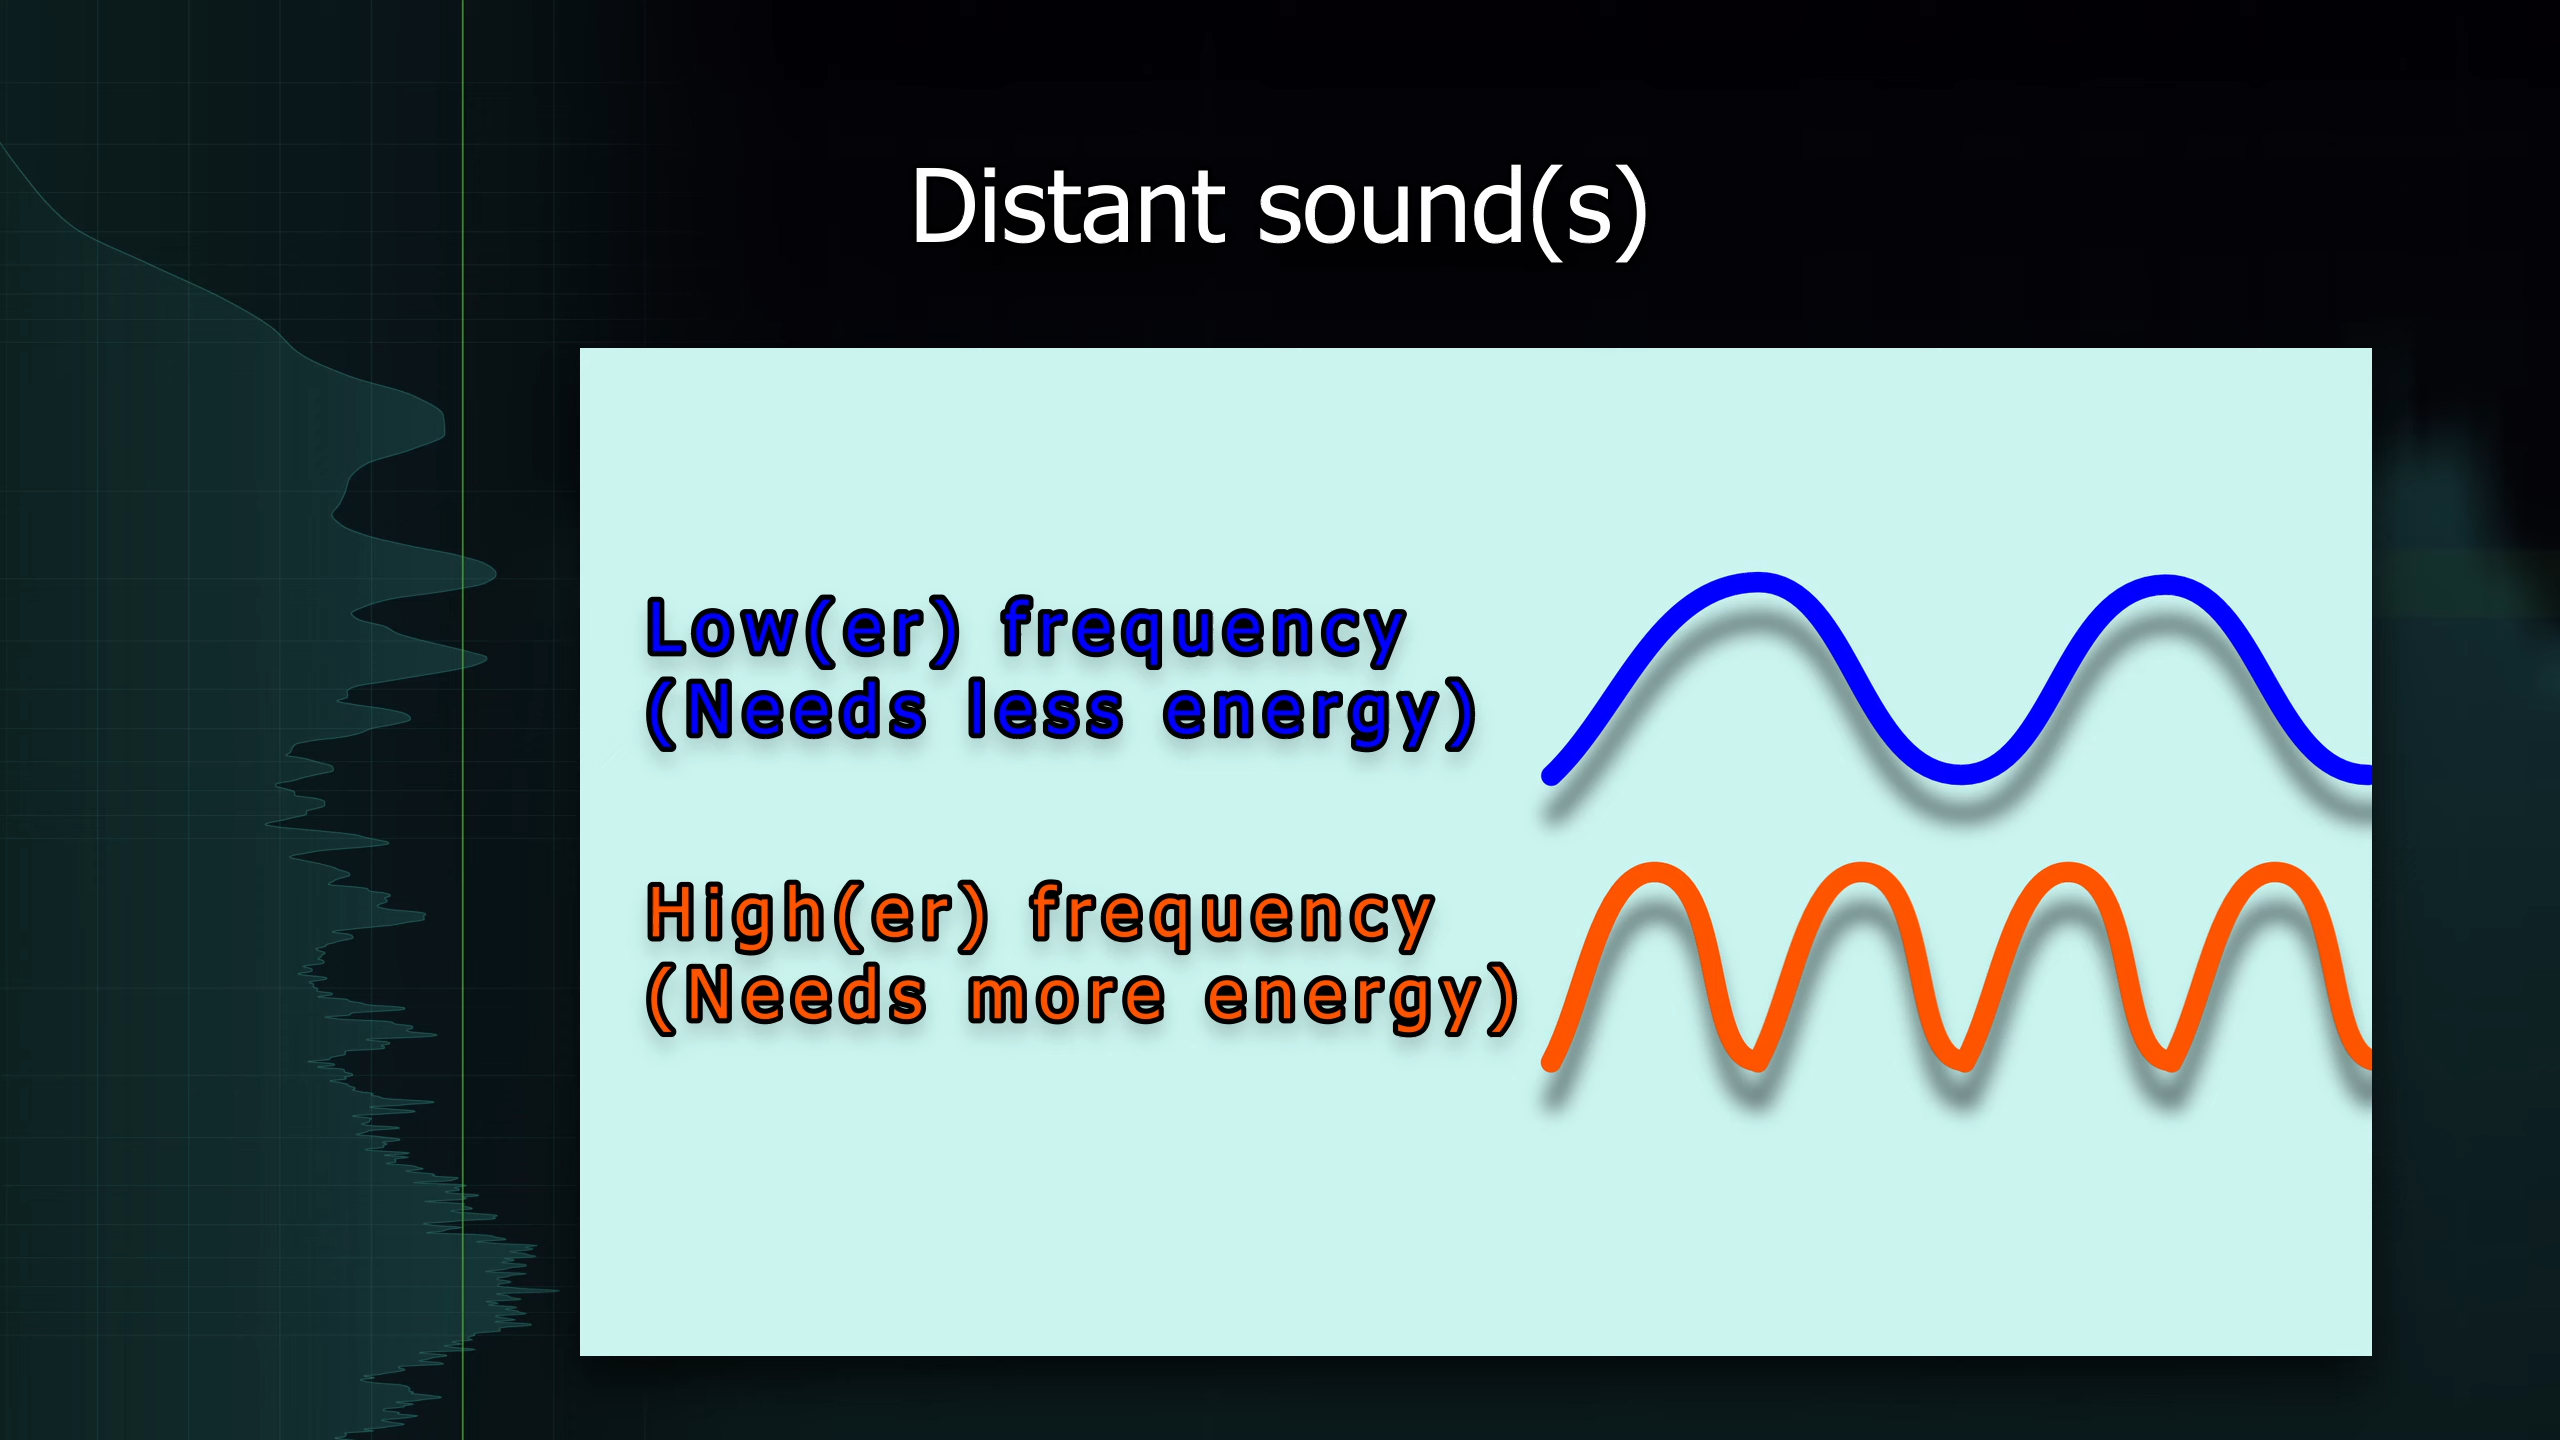 Distant sound(s)
Low(er) frequency
(Needs less energy)
High(er) frequency
(Needs more energy)